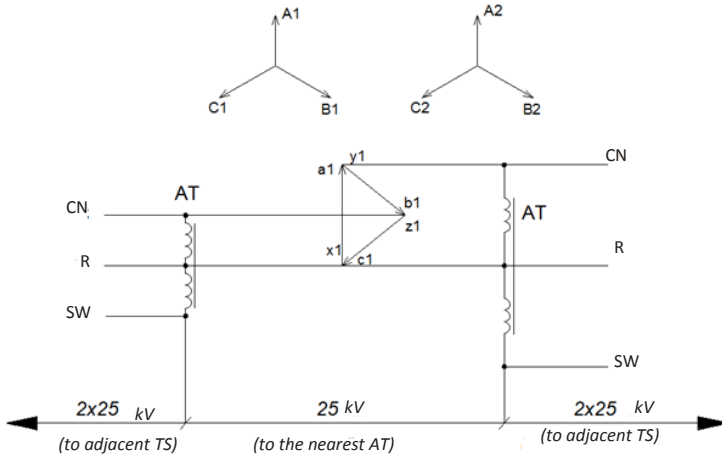 A1
A2
C1
B1
C2
B2
y1
CN
a1
AT
CN
b1
AT
z1
x1
R
R
c1
SW
SW
2x25 kV
25 kV
2x25 kV
(to adjacent TS)
(to the nearest AT)
(to adjacent TS)